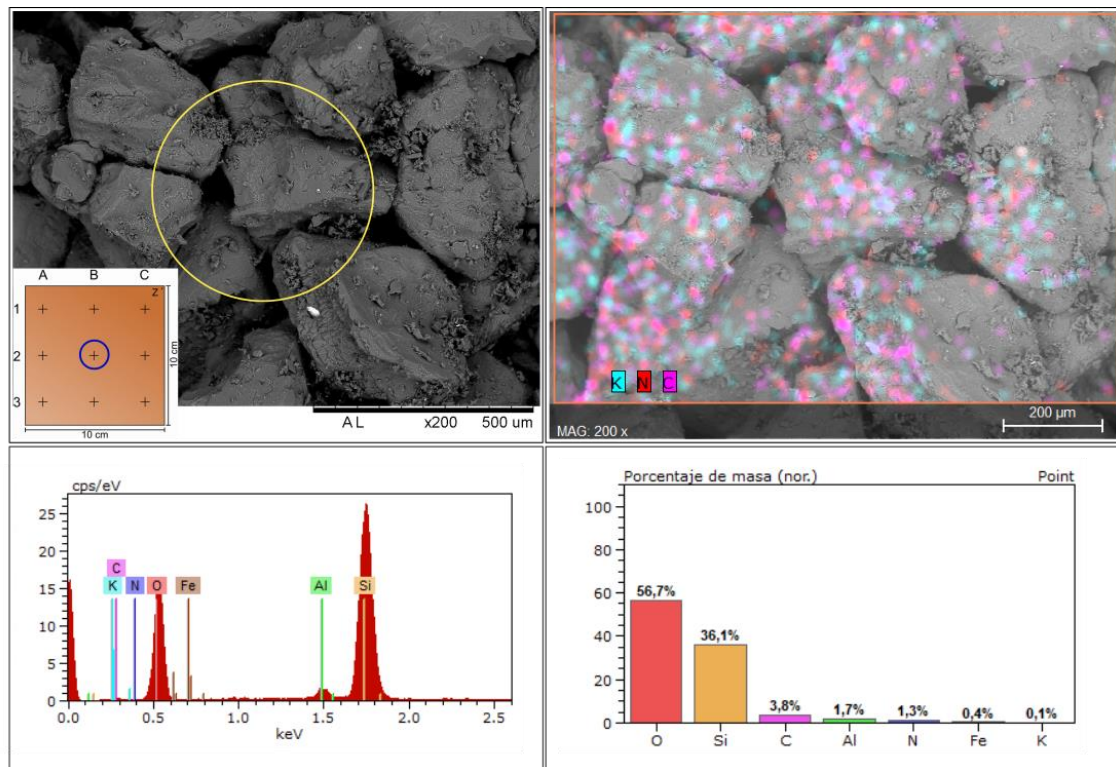 A B C
Z
1
2
3
10 cm
10 cm
A L x200 500 um
K N C
MAG: 200 x
200 µm
cps/eV
25
20
15
10
5
0
C
K N O Fe Al Si
0.0 0.5 1.0 1.5 2.0 2.5
keV
Porcentaje de masa (nor.) Point
100
80
60
40
20
0
56,7%
36,1%
3,8%
1,7%
1,3%
0,4%
0,1%
O Si C Al N Fe K